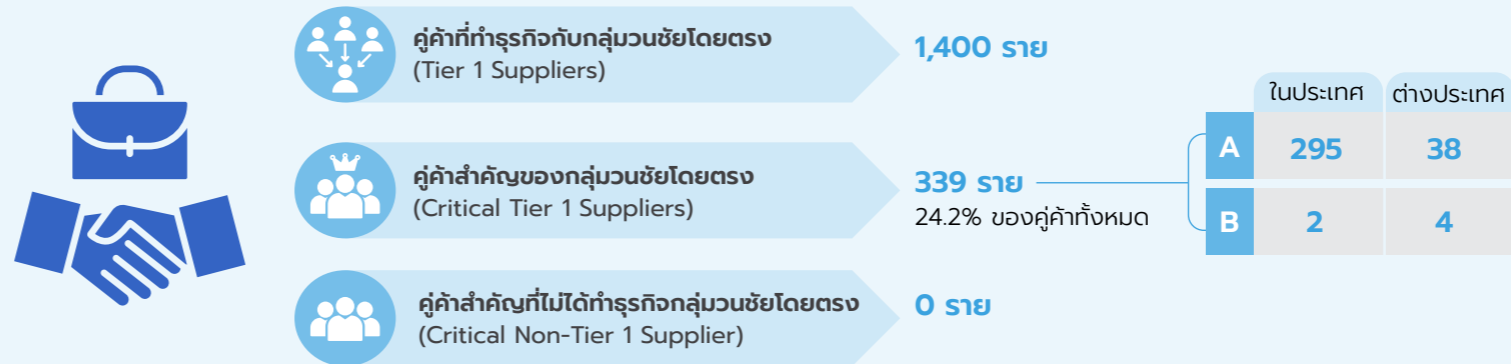 คู่ค้าที่ทำธุรกิจกับกลุ่มวนชัยโดยตรง
(Tier 1 Suppliers)
1,400 ราย
คู่ค้าสำคัญของกลุ่มวนชัยโดยตรง
(Critical Tier 1 Suppliers)
339 ราย
24.2% ของคู่ค้าทั้งหมด
ในประเทศ ต่างประเทศ
A 295 38
B 2 4
คู่ค้าสำคัญที่ไม่ได้ทำธุรกิจกลุ่มวนชัยโดยตรง
(Critical Non-Tier 1 Supplier)
0 ราย